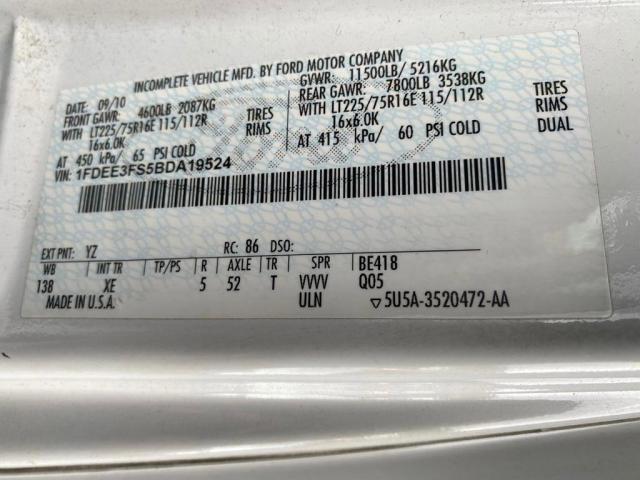 INCOMPLETE VEHICLE MFD. BY FORD MOTOR COMPANY
DATE: 09/10 GVWR: 11500LB/ 5216KG
FRONT GAWR: 4600LB 2087KG REAR GAWR: 7800LB 3538KG
WITH LT225/75R16E 115/112R TIRES WITH LT225/75R16E 115/112R TIRES
16x6.0K RIMS 16x6.0K RIMS
AT 450 kPa/ 65 PSI COLD AT 415 kPa/ 60 PSI COLD DUAL
VIN: 1FDEE3FS5BDA19524
EXT PNT: YZ RC: 86 DSO:
WB INT TR TP/PS R AXLE TR SPR BE418
138 XE 5 52 T VVVV Q05
MADE IN U.S.A. ULN ▽5U5A-3520472-AA